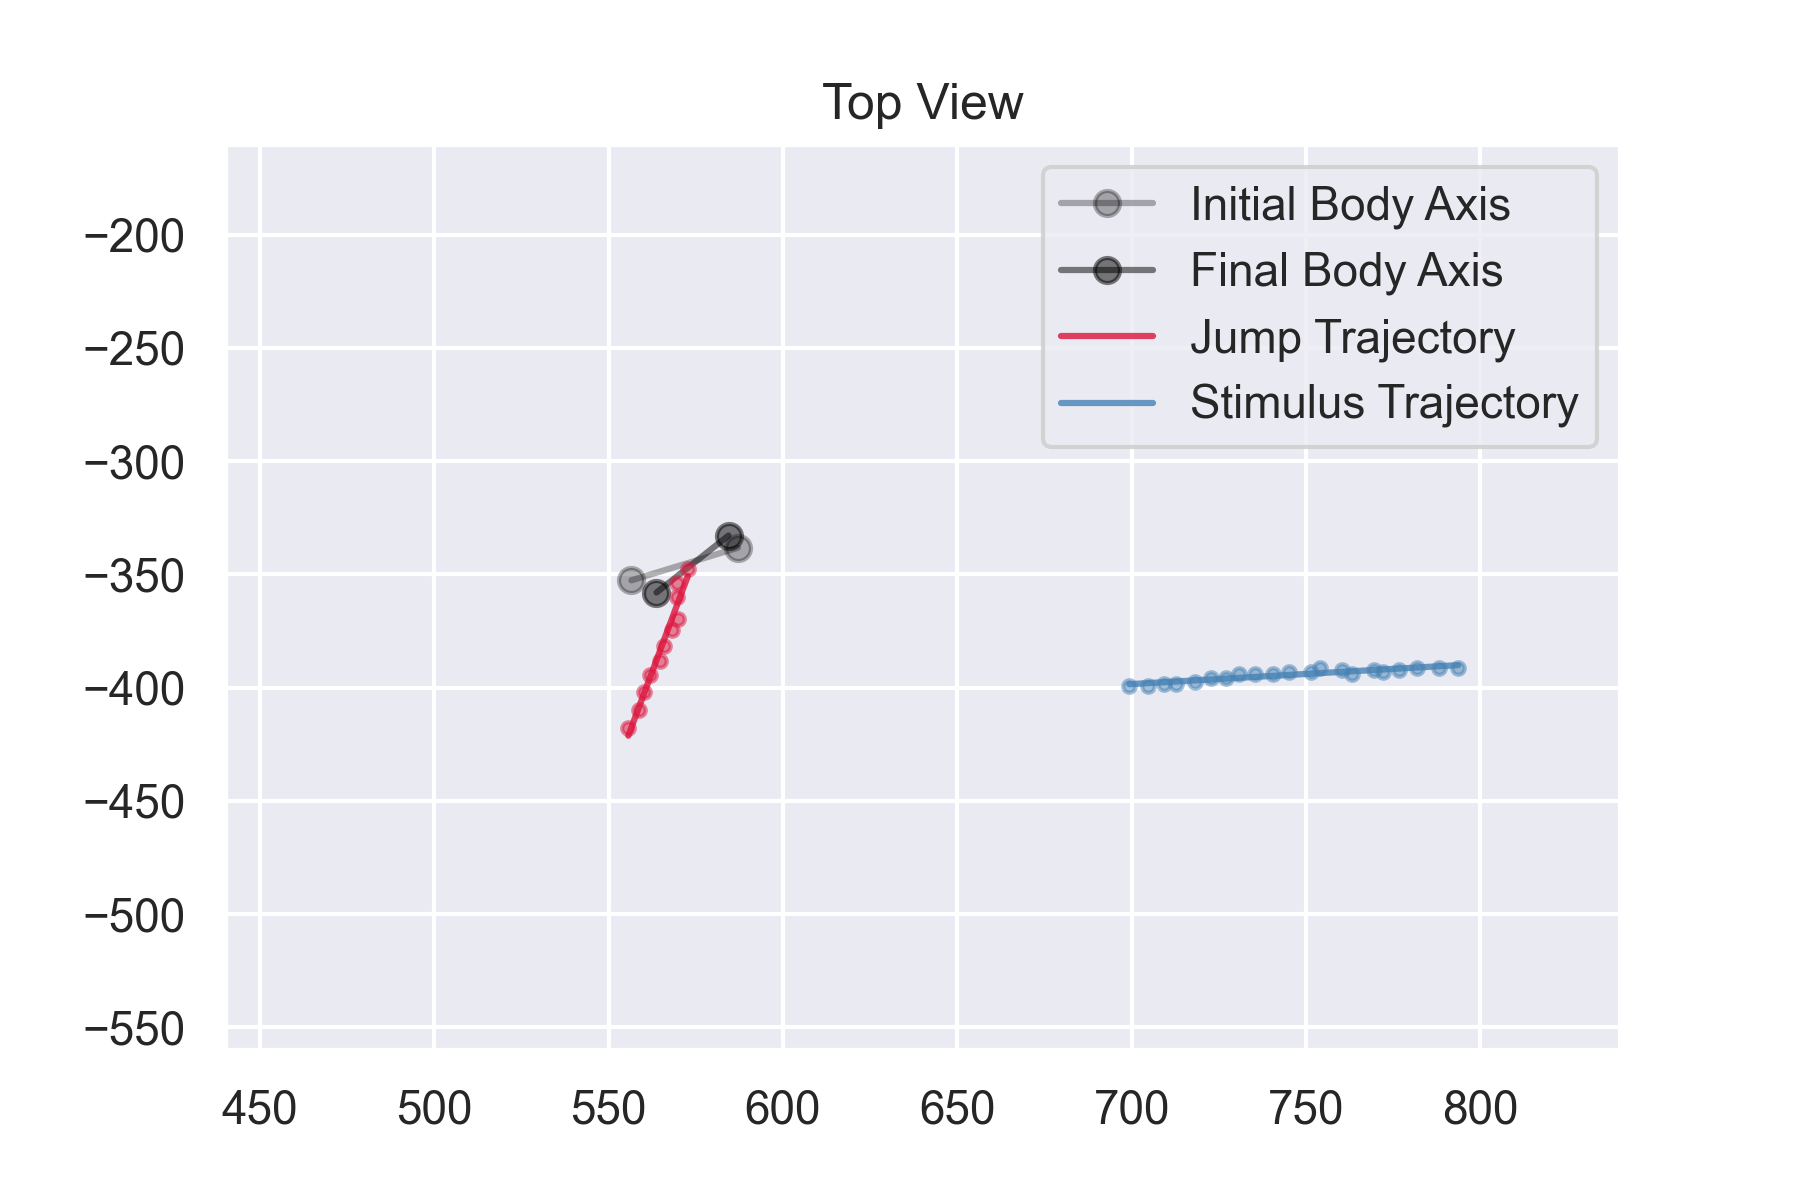 Top View
Initial Body Axis
Final Body Axis
Jump Trajectory
Stimulus Trajectory
−200
−250
−300
−350
−400
−450
−500
−550
450 500 550 600 650 700 750 800